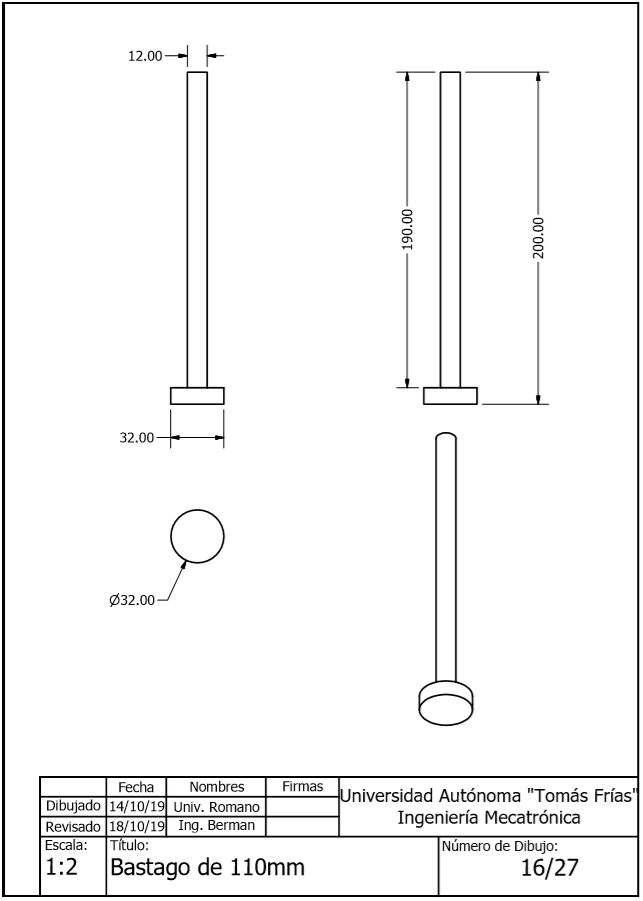 12.00
190.00
200.00
32.00
Ø32.00
Fecha Nombres Firmas
Dibujado 14/10/19 Univ. Romano
Revisado 18/10/19 Ing. Berman
Universidad Autónoma "Tomás Frías"
Ingeniería Mecatrónica
Escala:
1:2
Título:
Bastago de 110mm
Número de Dibujo:
16/27